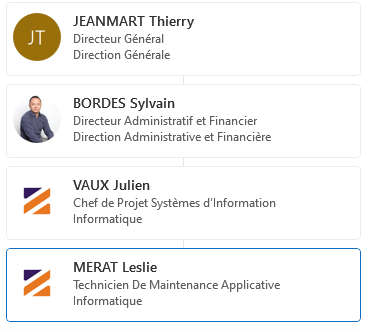 JT
JEANMART Thierry
Directeur Général
Direction Générale
BORDES Sylvain
Directeur Administratif et Financier
Direction Administrative et Financière
VAUX Julien
Chef de Projet Systèmes d'Information
Informatique
MERAT Leslie
Technicien De Maintenance Applicative
Informatique